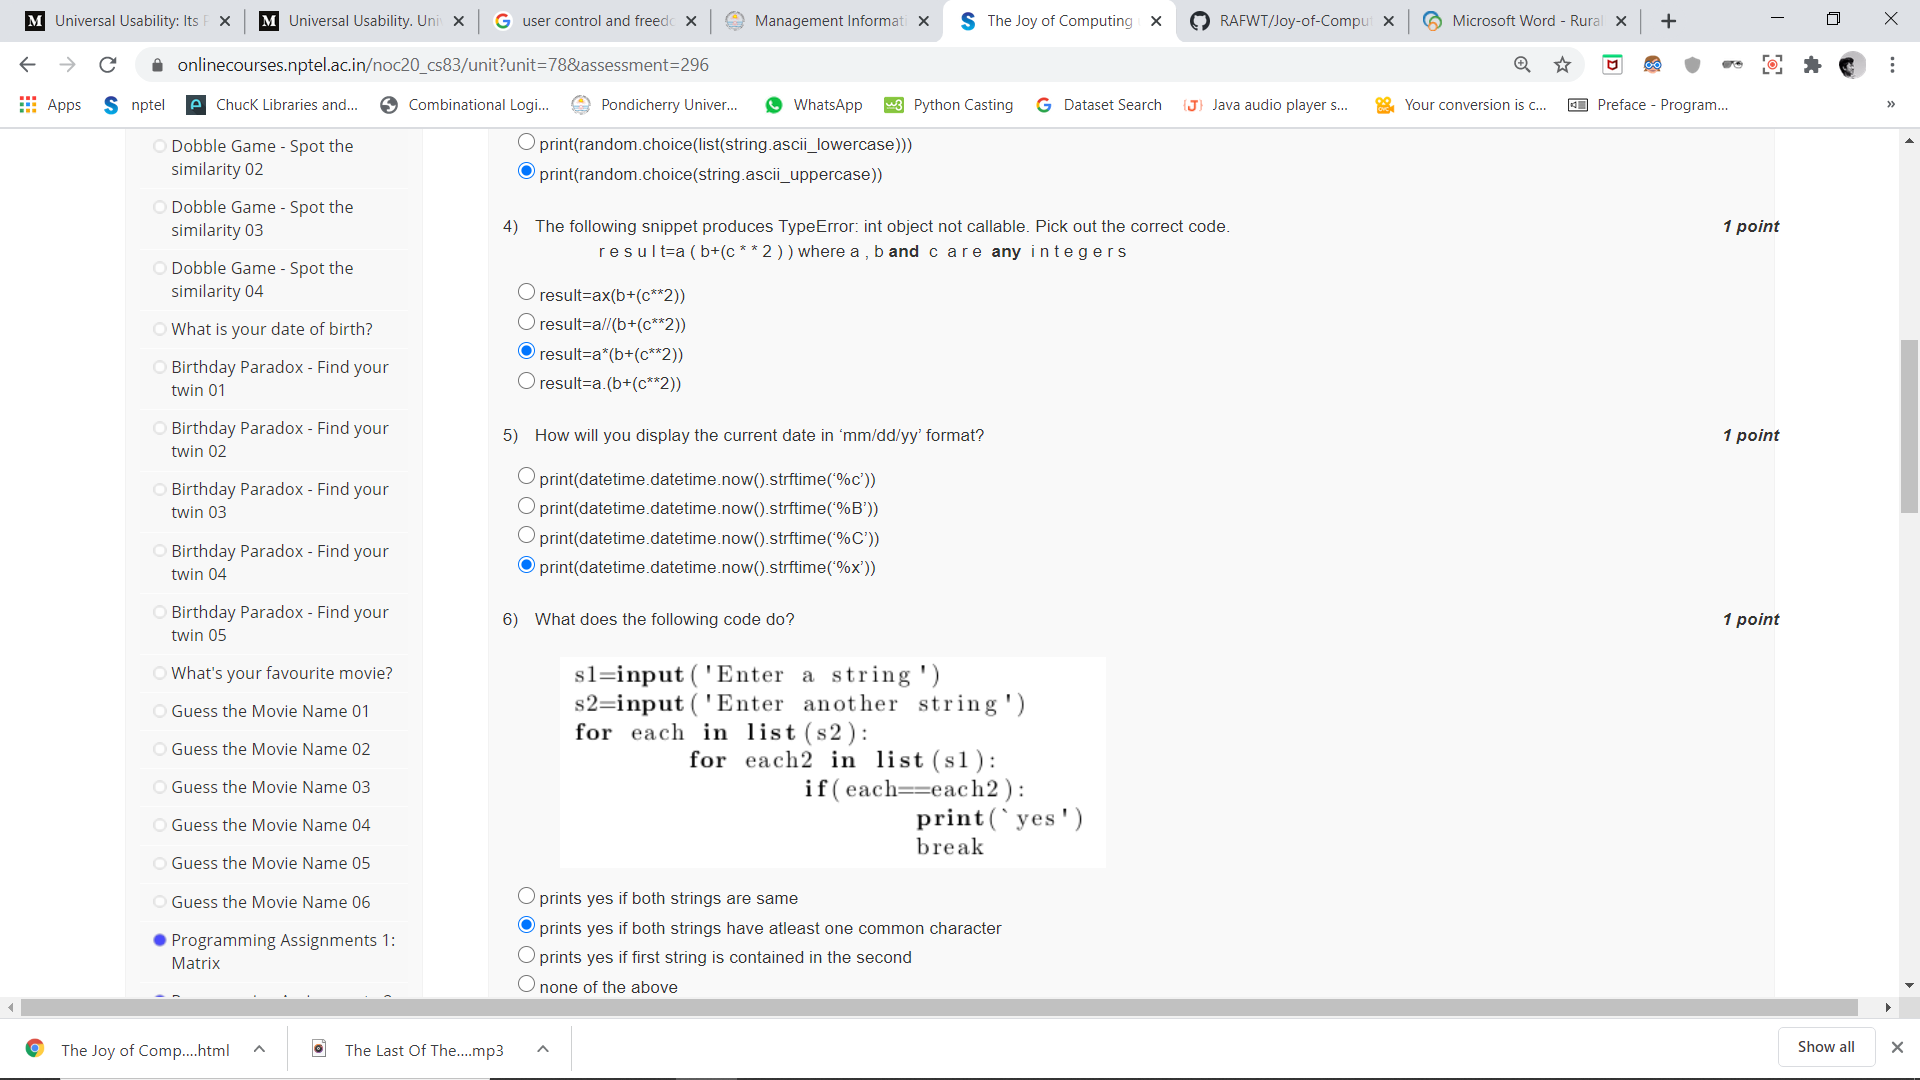 Universal Usability: Its
Universal Usability. Uni
user control and freedo
Management Informati
The Joy of Computing
RAFWT/Joy-of-Comput
Microsoft Word - Rural
onlinecourses.nptel.ac.in/noc20_cs83/unit?unit=78&assessment=296
Apps
nptel
ChucK Libraries and...
Combinational Logi...
Pondicherry Univer...
WhatsApp
Python Casting
Dataset Search
Java audio player s...
Your conversion is c...
Preface - Program...
»
Dobble Game - Spot the
similarity 02
Dobble Game - Spot the
similarity 03
Dobble Game - Spot the
similarity 04
What is your date of birth?
Birthday Paradox - Find your
twin 01
Birthday Paradox - Find your
twin 02
Birthday Paradox - Find your
twin 03
Birthday Paradox - Find your
twin 04
Birthday Paradox - Find your
twin 05
What's your favourite movie?
Guess the Movie Name 01
Guess the Movie Name 02
Guess the Movie Name 03
Guess the Movie Name 04
Guess the Movie Name 05
Guess the Movie Name 06
Programming Assignments 1:
Matrix
print(random.choice(list(string.ascii_lowercase)))
print(random.choice(string.ascii_uppercase))
4) The following snippet produces TypeError: int object not callable. Pick out the correct code. 1 point
r e s u l t=a ( b+(c * * 2 ) ) where a , b and c a r e any i n t e g e r s
result=ax(b+(c**2))
result=a//(b+(c**2))
result=a*(b+(c**2))
result=a.(b+(c**2))
5) How will you display the current date in ‘mm/dd/yy’ format? 1 point
print(datetime.datetime.now().strftime(‘%c’))
print(datetime.datetime.now().strftime(‘%B’))
print(datetime.datetime.now().strftime(‘%C’))
print(datetime.datetime.now().strftime(‘%x’))
6) What does the following code do? 1 point
s1=input('Enter a string')
s2=input('Enter another string')
for each in list(s2):
for each2 in list(s1):
if(each==each2):
print(`yes')
break
prints yes if both strings are same
prints yes if both strings have atleast one common character
prints yes if first string is contained in the second
none of the above
The Joy of Comp....html
The Last Of The....mp3
Show all